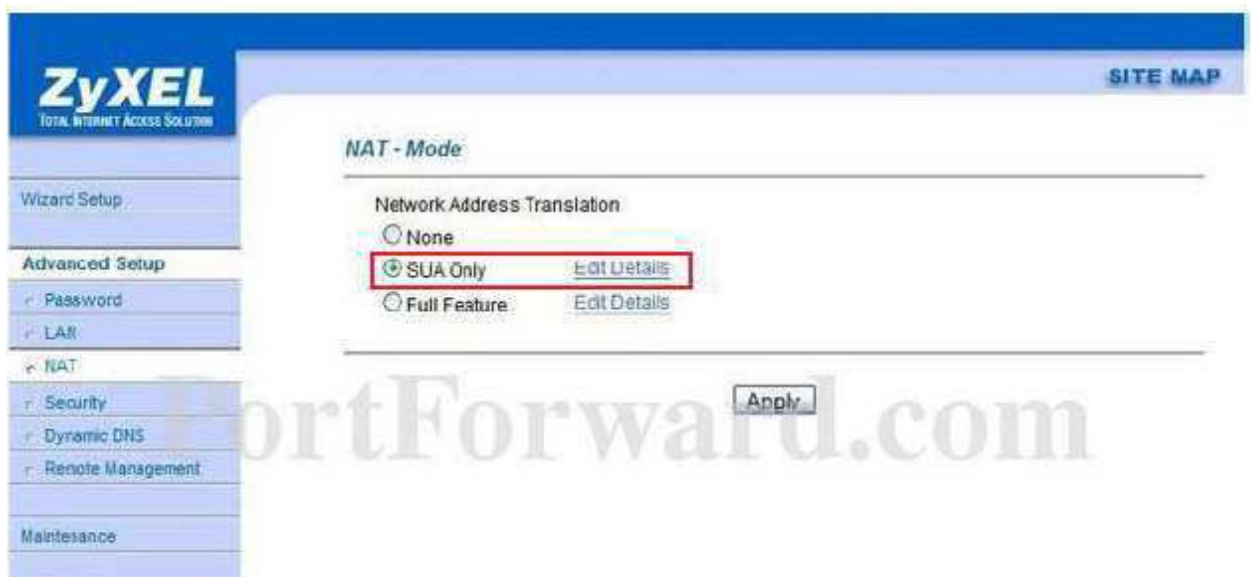 ZyXEL
TOTAL INTERNET ACCESS SOLUTION
SITE MAP
Wizard Setup
Advanced Setup
Password
LAN
NAT
Security
Dynamic DNS
Remote Management
Maintenance
NAT - Mode
Network Address Translation
None
SUA Only Edit Details
Full Feature Edit Details
Apply
PortForward.com